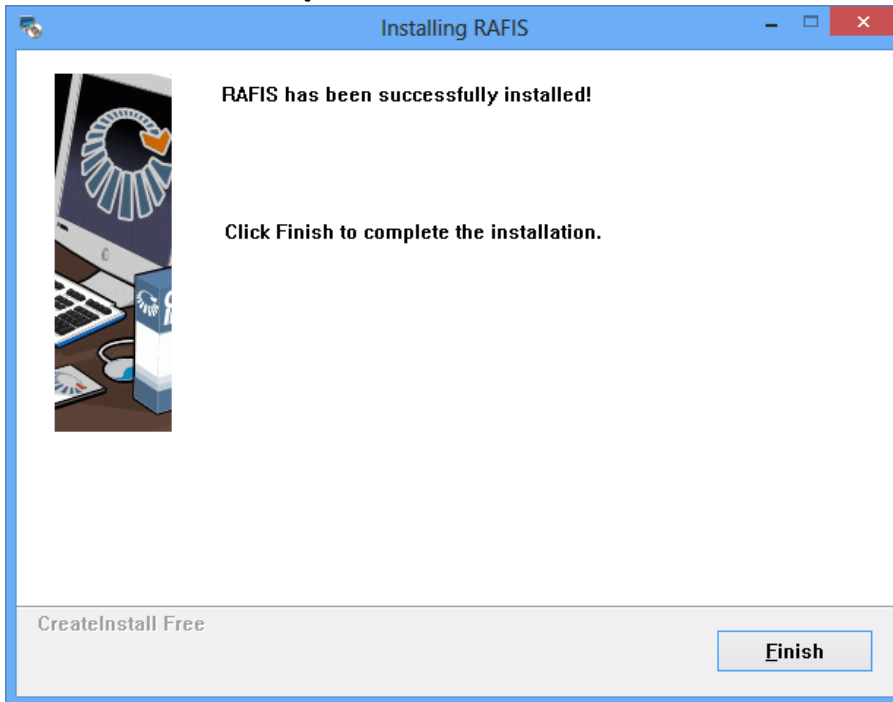 Installing RAFIS
RAFIS has been successfully installed!
Click Finish to complete the installation.
CreateInstall Free
Finish